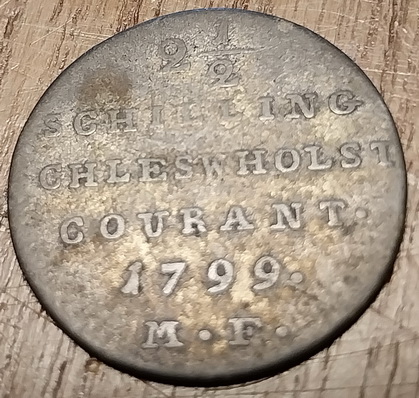 2 1/2
SCHILLING
CHLESWHOLST
COURANT.
1799.
M·F·